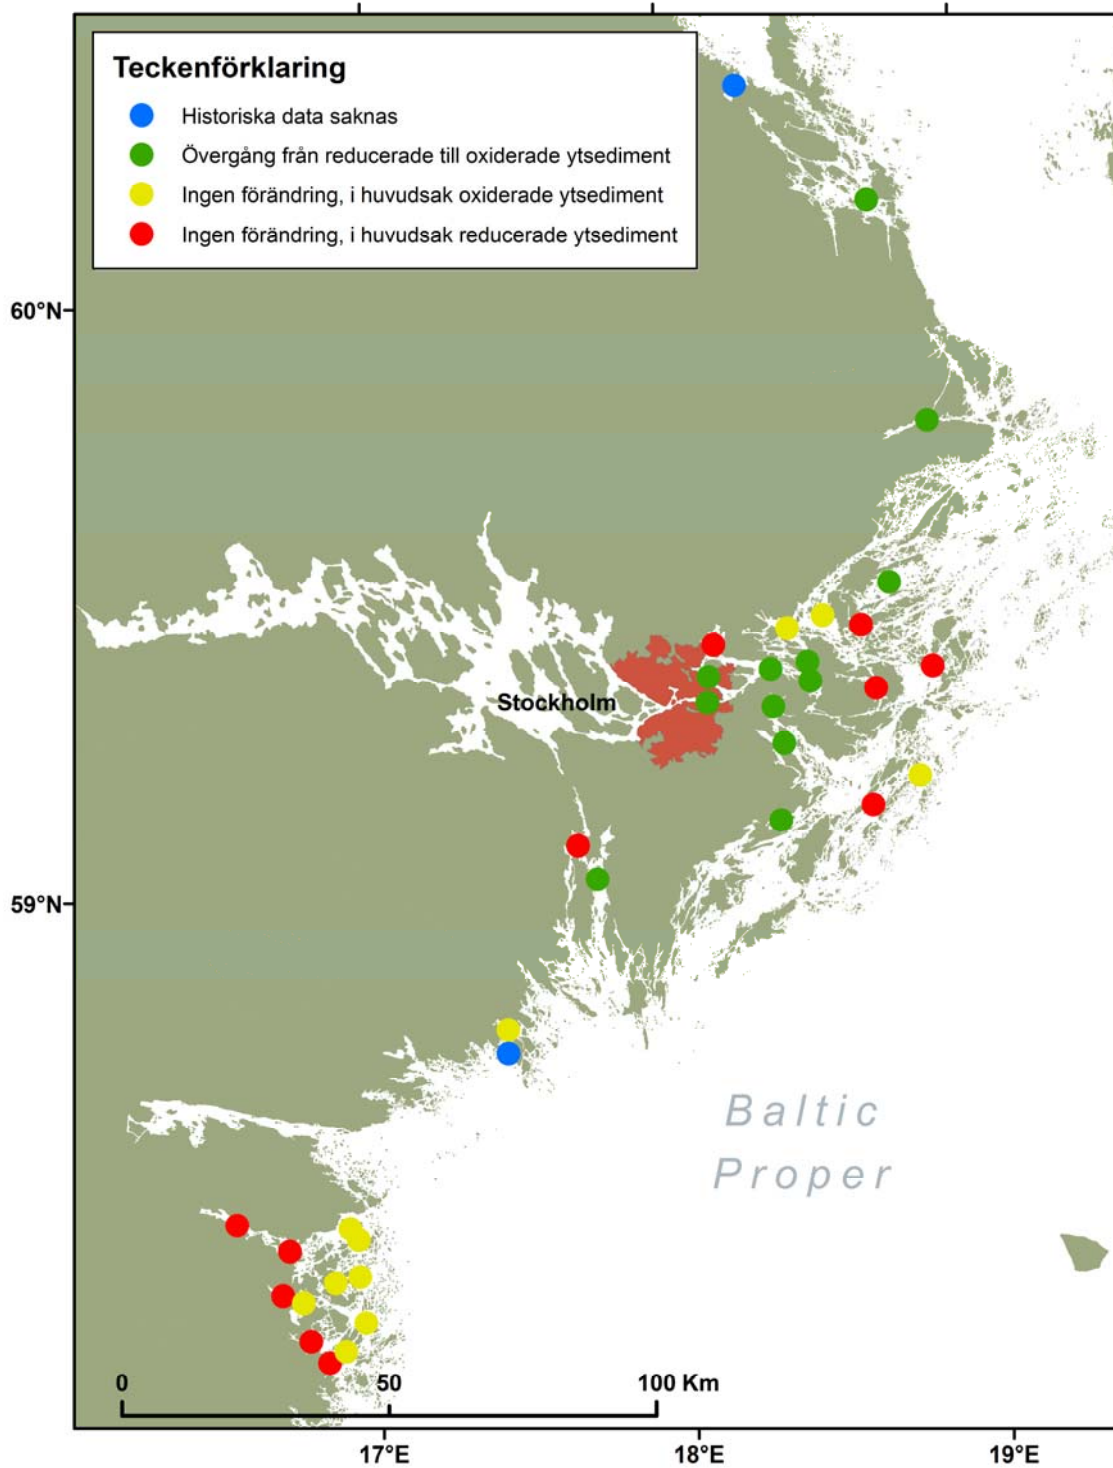 Teckenförklaring
Historiska data saknas
Övergång från reducerade till oxiderade ytsediment
Ingen förändring, i huvudsak oxiderade ytsediment
Ingen förändring, i huvudsak reducerade ytsediment
60°N
Stockholm
59°N
Baltic
Proper
0 50 100 Km
17°E 18°E 19°E